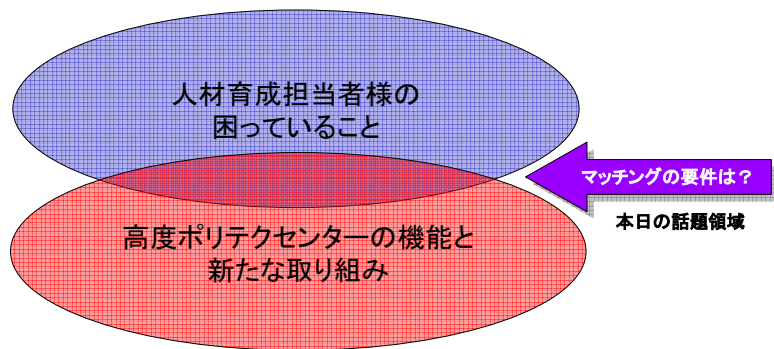 人材育成担当者様の
困っていること
マッチングの要件は？
本日の話題領域
高度ポリテクセンターの機能と
新たな取り組み